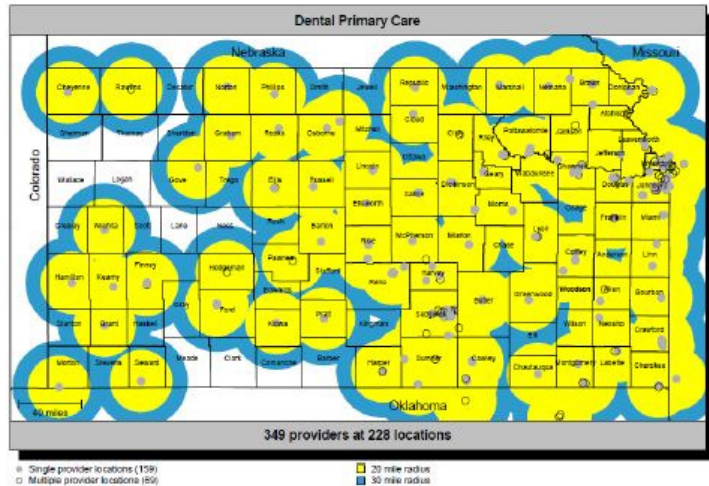 Dental Primary Care
Nebraska Missouri
Cheyenne Rawlins Decatur Norton Phillips Smith Jewell Republic Washington Marshall Nemaha Brown Doniphan
Atchison
Sherman Thomas Sheridan Graham Rooks Osborne Mitchell Cloud Clay Riley Pottawatomie Jackson
Jefferson Leavenworth
Colorado
Wallace Logan Gove Trego Ellis Russell Lincoln Ottawa Dickinson Geary Wabaunsee Shawnee Douglas Johnson
Saline Ellsworth Morris Osage Franklin Miami
Greeley Wichita Scott Lane Ness Rush Barton Rice McPherson Marion Chase Lyon Coffey Anderson Linn
Hamilton Kearny Finney Hodgeman Pawnee Stafford Reno Harvey
Gray Ford Edwards Sedgwick Butler Greenwood Woodson Allen Bourbon
Stanton Grant Haskell Kiowa Pratt Kingman Elk Wilson Neosho Crawford
Morton Stevens Seward Meade Clark Comanche Barber Harper Sumner Cowley Chautauqua Montgomery Labette Cherokee
40 miles
Oklahoma
349 providers at 228 locations
Single provider locations (159) 20 mile radius
Multiple provider locations (69) 30 mile radius